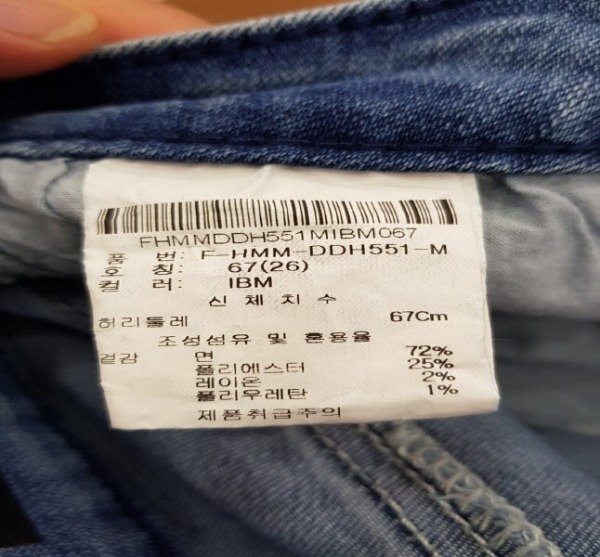 FHMMDDH551MIBM067
품 번: F-HMM-DDH551-M
호 칭: 67(26)
컬 러: IBM
신체치수
허리둘레 67Cm
조성섬유 및 혼용율
겉감 면 72%
폴리에스터 25%
레이온 2%
폴리우레탄 1%
제품취급주의